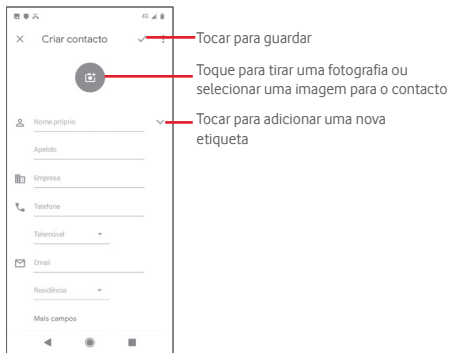 4G
Criar contacto
Tocar para guardar
Toque para tirar uma fotografia ou
selecionar uma imagem para o contacto
Nome próprio
Tocar para adicionar uma nova
etiqueta
Apelido
Empresa
Telefone
Telemóvel
Email
Residência
Mais campos